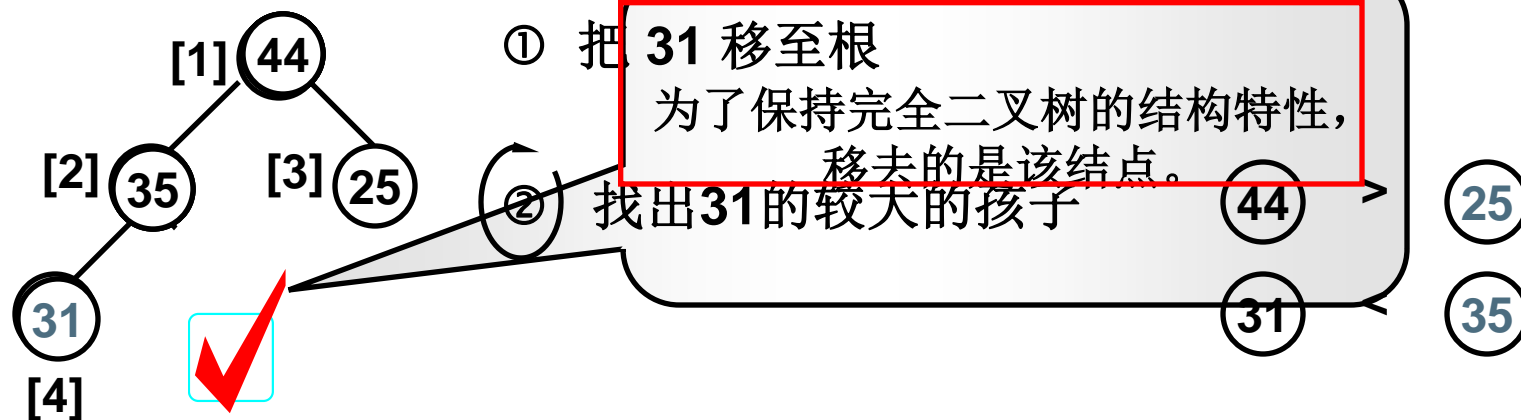 [1] 44
① 把 31 移至根
为了保持完全二叉树的结构特性，
移去的是该结点。
[2] 35 [3] 25
② 找出31的较大的孩子
44 > 25
31
31 < 35
[4]